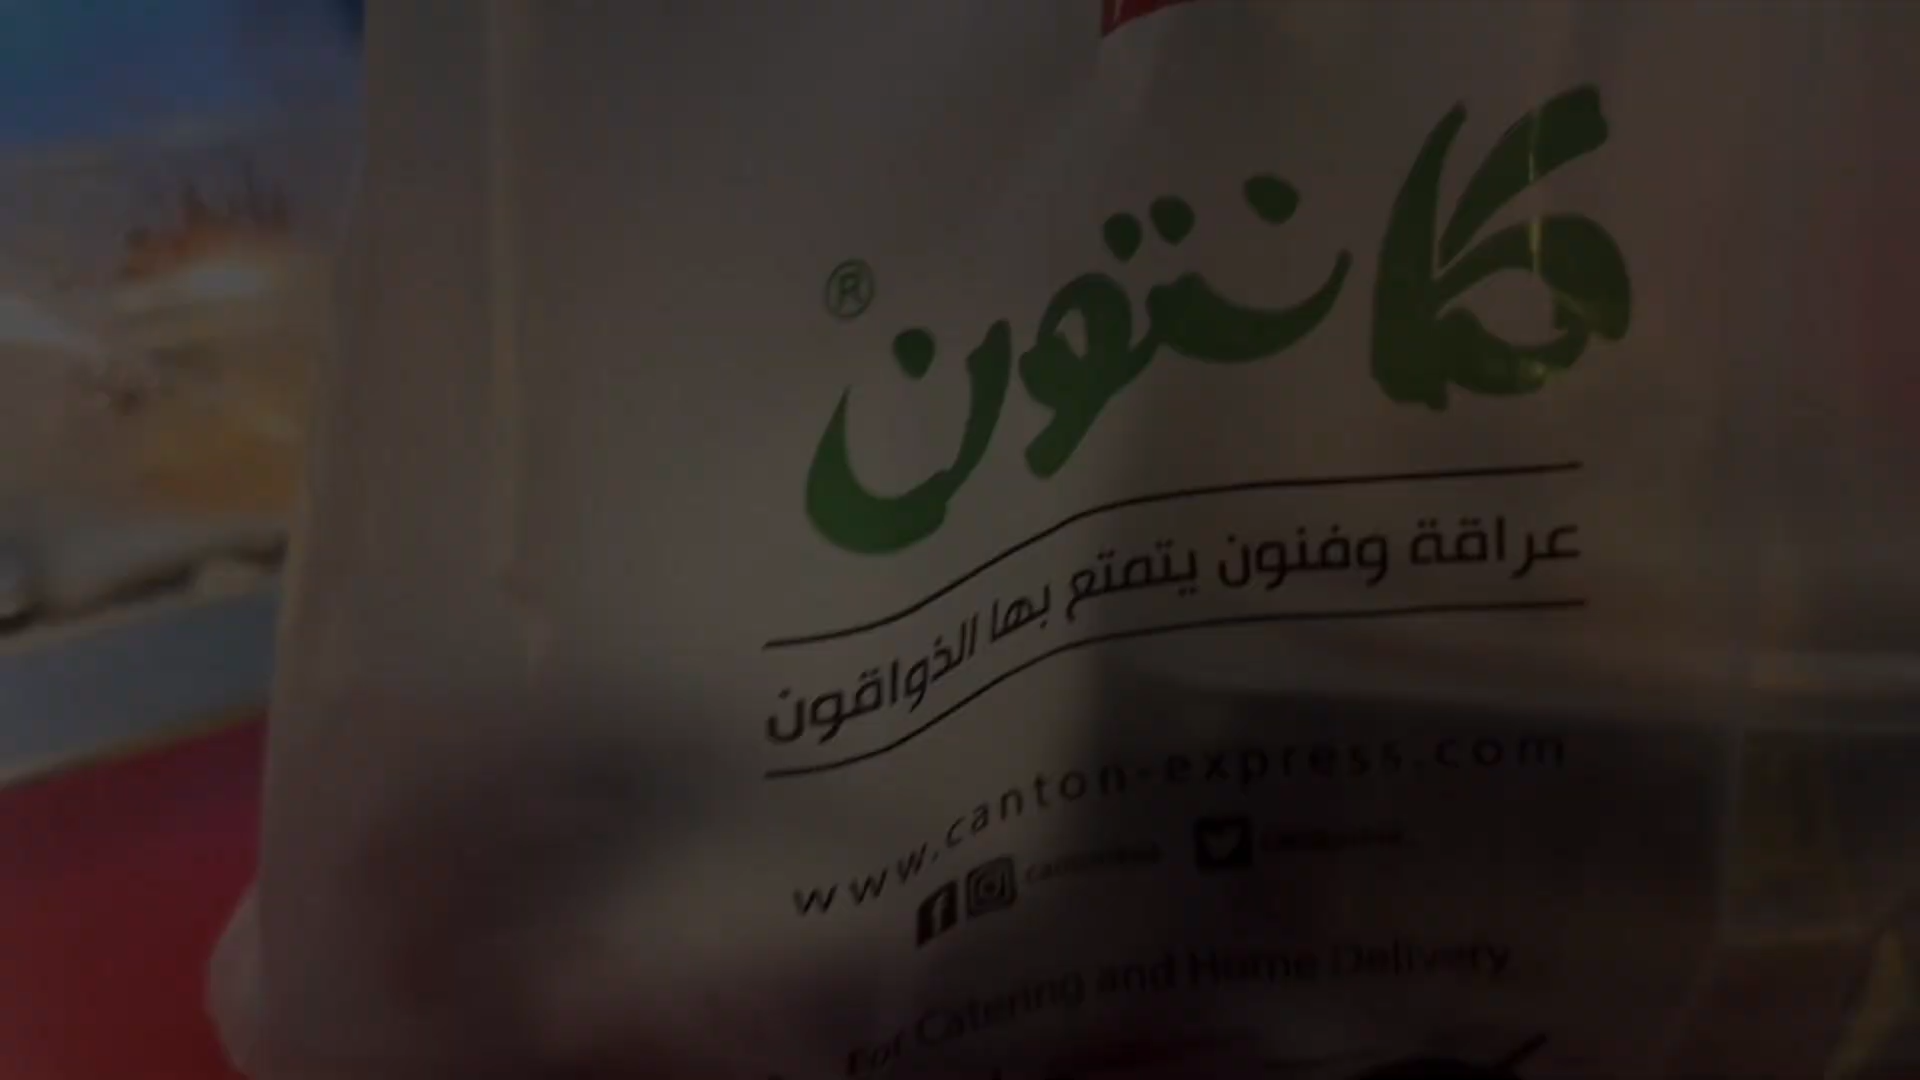 كانتون®
عراقة وفنون يتمتع بها الذواقون
www.canton-express.com
For Catering and Home Delivery